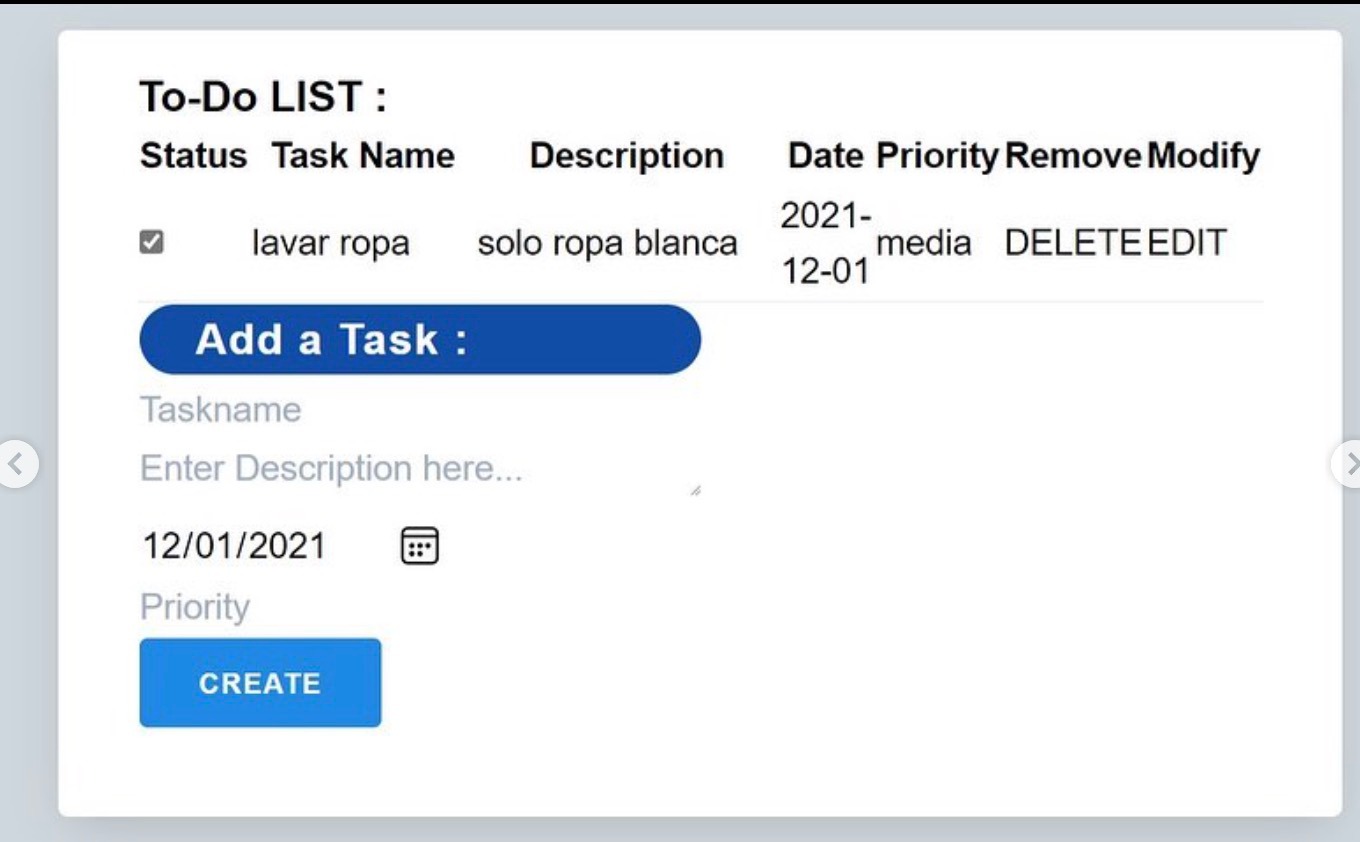 To-Do LIST :
Status Task Name Description Date Priority Remove Modify
lavar ropa solo ropa blanca 2021-12-01 media DELETE EDIT
Add a Task :
Taskname
Enter Description here...
12/01/2021
Priority
CREATE